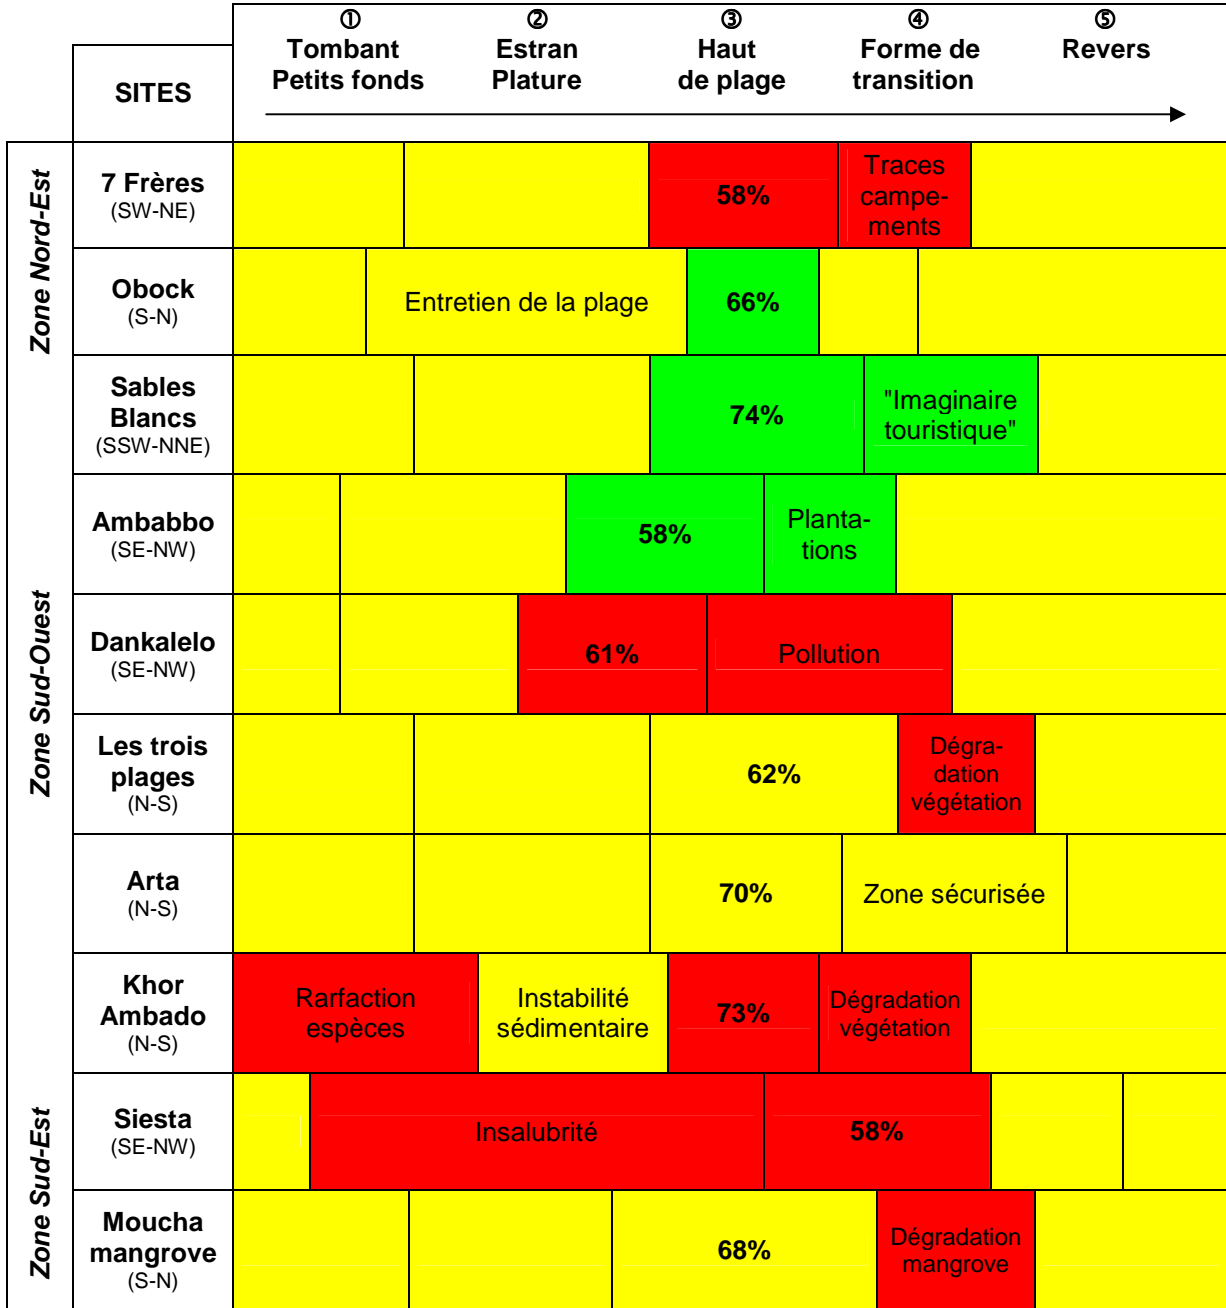 ① ② ③ ④ ⑤
Tombant Estran Haut Forme de Revers
Petits fonds Plature de plage transition
SITES
Zone Nord-Est
7 Frères
(SW-NE)
58%
Traces
campe-
ments
Obock
(S-N)
Entretien de la plage
66%
Sables
Blancs
(SSW-NNE)
74%
"Imaginaire
touristique"
Zone Sud-Ouest
Ambabbo
(SE-NW)
58%
Planta-
tions
Dankalelo
(SE-NW)
61%
Pollution
Les trois
plages
(N-S)
62%
Dégra-
dation
végétation
Arta
(N-S)
70%
Zone sécurisée
Khor
Ambado
(N-S)
Rarfaction
espèces
Instabilité
sédimentaire
73%
Dégradation
végétation
Zone Sud-Est
Siesta
(SE-NW)
Insalubrité
58%
Moucha
mangrove
(S-N)
68%
Dégradation
mangrove